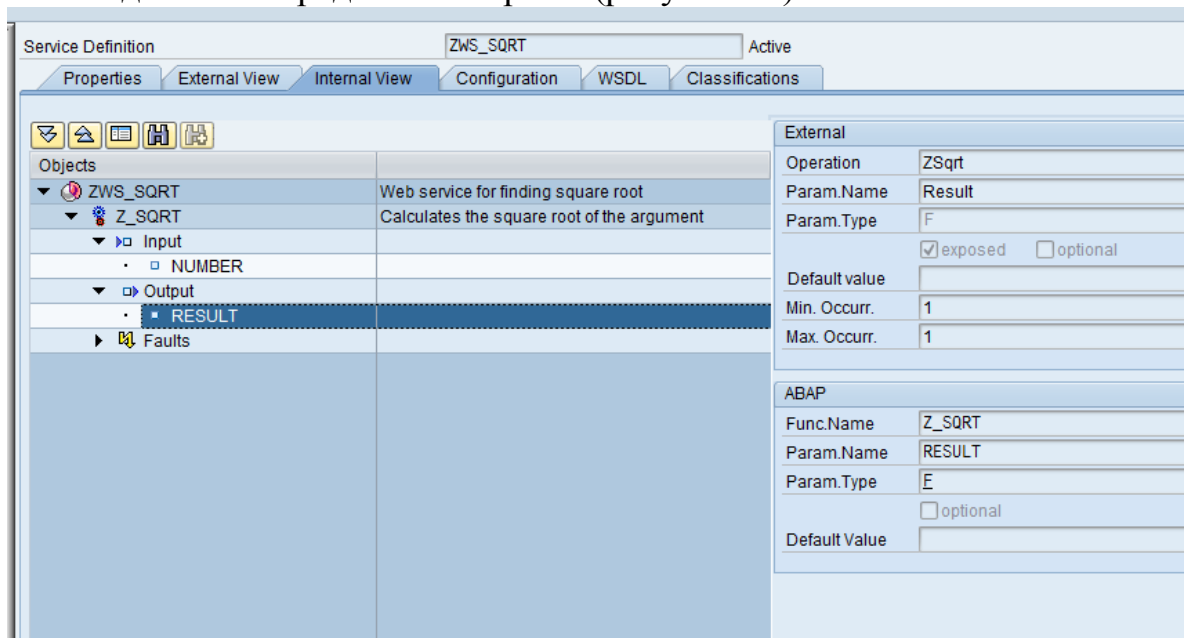 Service Definition ZWS_SQRT Active
Properties External View Internal View Configuration WSDL Classifications
Objects
ZWS_SQRT Web service for finding square root
Z_SQRT Calculates the square root of the argument
Input
NUMBER
Output
RESULT
Faults
External
Operation ZSqrt
Param.Name Result
Param.Type F
exposed optional
Default value
Min. Occurr. 1
Max. Occurr. 1
ABAP
Func.Name Z_SQRT
Param.Name RESULT
Param.Type F
optional
Default Value